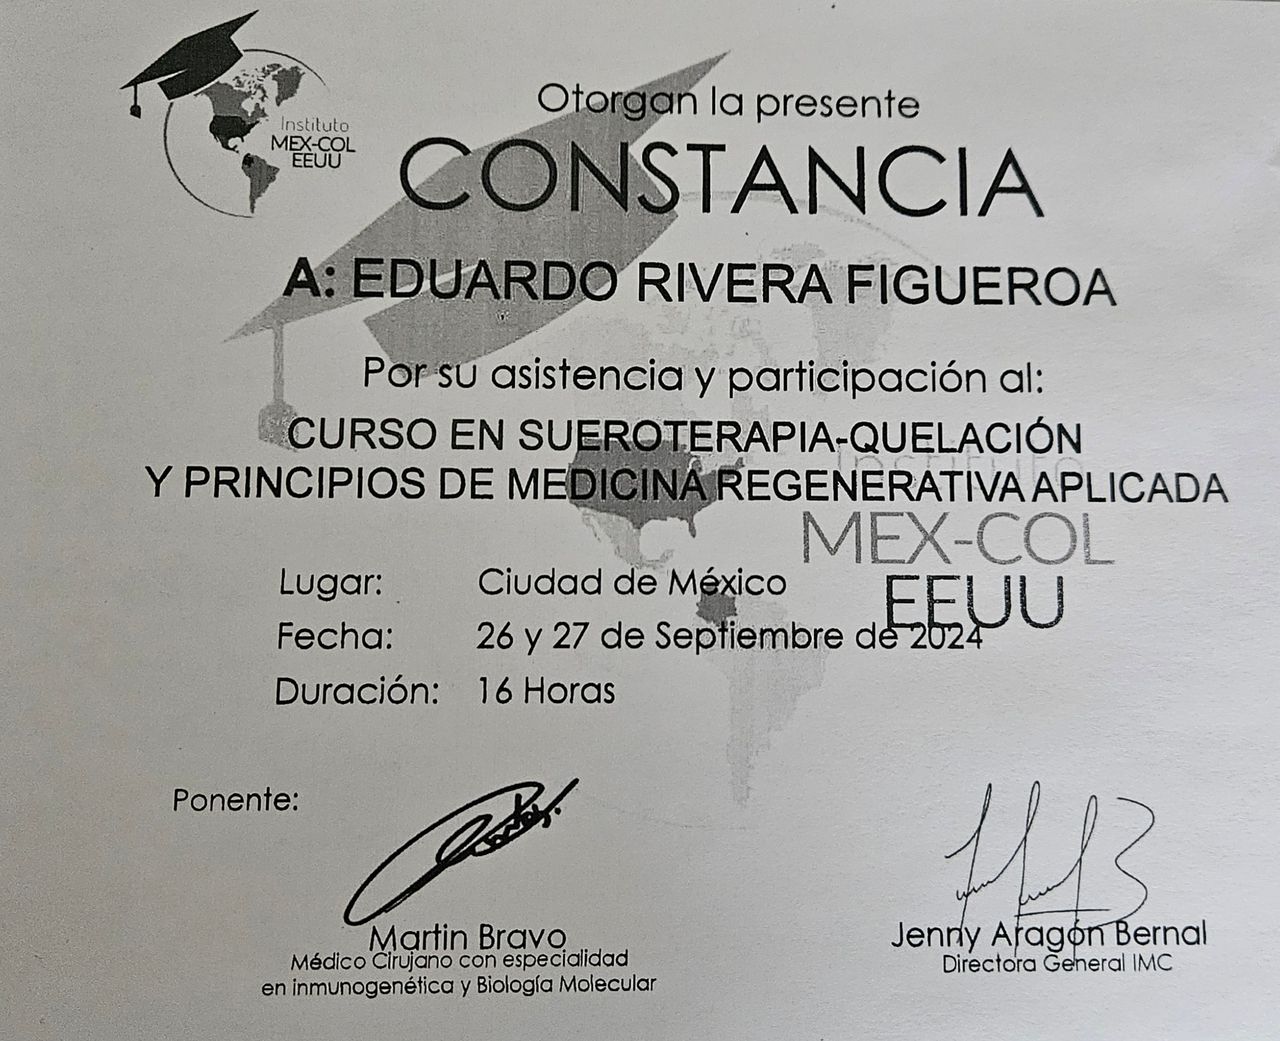 Instituto
MEX-COL
EEUU
Otorgan la presente
CONSTANCIA
A: EDUARDO RIVERA FIGUEROA
Por su asistencia y participación al:
CURSO EN SUEROTERAPIA-QUELACIÓN
Y PRINCIPIOS DE MEDICINA REGENERATIVA APLICADA
Instituto
MEX-COL
EEUU
Lugar: Ciudad de México
Fecha: 26 y 27 de Septiembre de 2024
Duración: 16 Horas
Ponente:
Martin Bravo
Médico Cirujano con especialidad
en inmunogenética y Biología Molecular
Jenny Aragón Bernal
Directora General IMC